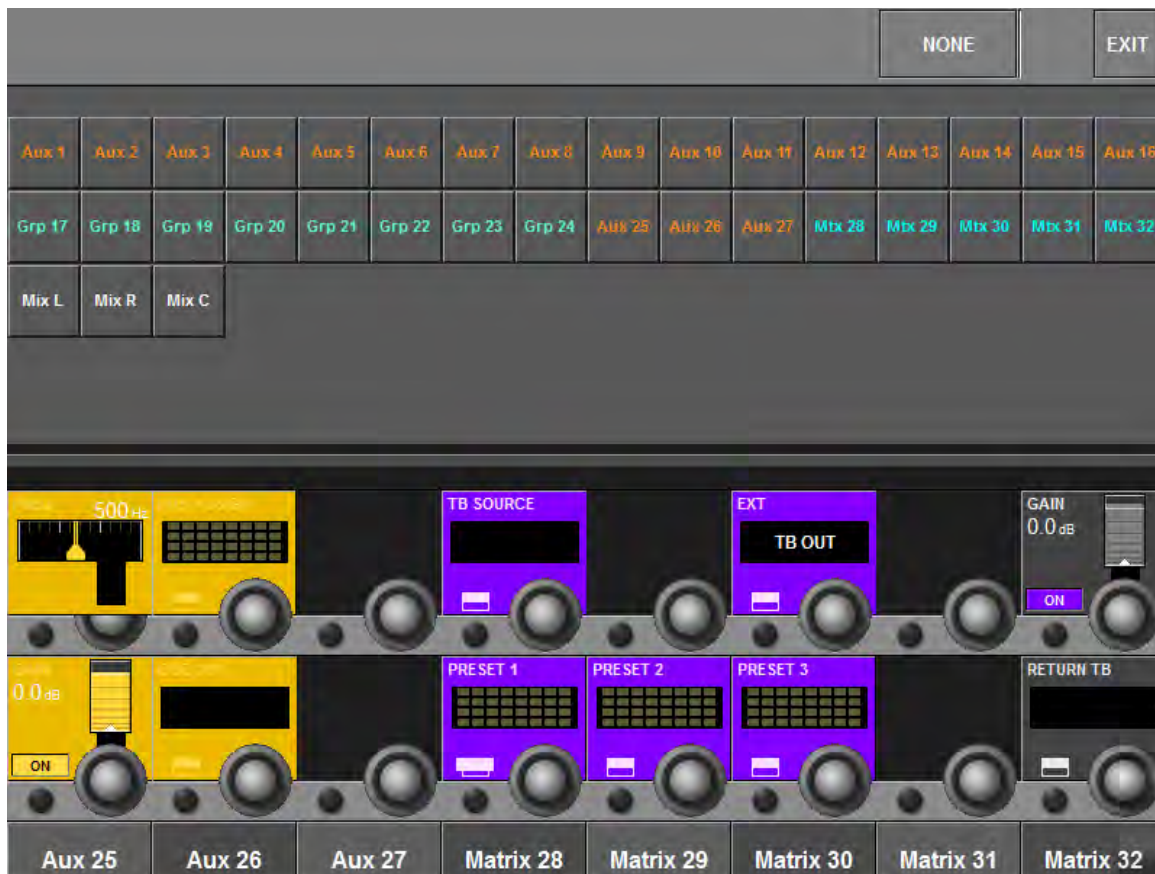 NONE EXIT
Aux 1 Aux 2 Aux 3 Aux 4 Aux 5 Aux 6 Aux 7 Aux 8 Aux 9 Aux 10 Aux 11 Aux 12 Aux 13 Aux 14 Aux 15 Aux 16
Grp 17 Grp 18 Grp 19 Grp 20 Grp 21 Grp 22 Grp 23 Grp 24 Aux 25 Aux 26 Aux 27 Mtx 28 Mtx 29 Mtx 30 Mtx 31 Mtx 32
Mix L Mix R Mix C
TB SOURCE EXT GAIN
500 Hz 0.0 dB
TB OUT
ON
PRESET 1 PRESET 2 PRESET 3 RETURN TB
0.0 dB
ON
Aux 25 Aux 26 Aux 27 Matrix 28 Matrix 29 Matrix 30 Matrix 31 Matrix 32